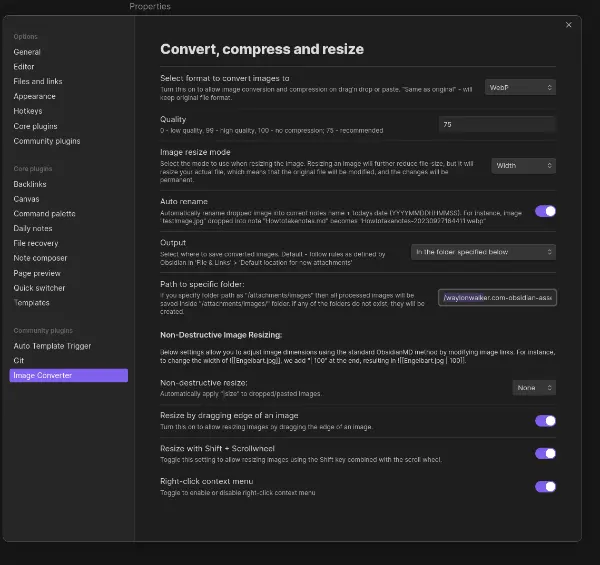 Properties
Options
General
Editor
Files and links
Appearance
Hotkeys
Core plugins
Community plugins
Core plugins
Backlinks
Canvas
Command palette
Daily notes
File recovery
Note composer
Page preview
Quick switcher
Templates
Community plugins
Auto Template Trigger
Git
Image Converter
Convert, compress and resize
Select format to convert images to
Turn this on to allow image conversion and compression on drag'n drop or paste. "Same as original" - will
keep original file format.
WebP
Quality
0 - low quality, 99 - high quality, 100 - no compression; 75 - recommended
75
Image resize mode
Select the mode to use when resizing the image. Resizing an image will further reduce file-size, but it will
resize your actual file, which means that the original file will be modified, and the changes will be
permanent.
Width
Auto rename
Automatically rename dropped image into current notes name + todays date (YYYYMMDDHHMMSS). For instance, image
"testImage.jpg" dropped into note "Howtotakenotes.md" becomes "Howtotakenotes-20230927164411.webp"
Output
Select where to save converted images. Default - follow rules as defined by
Obsidian in 'File & Links' > 'Default location for new attachments'
In the folder specified below
Path to specific folder:
If you specify folder path as "/attachments/images" then all processed images will be
saved inside "/attachments/images/" folder. If any of the folders do not exist, they will be
created.
/waylonwalker.com-obsidian-asse
Non-Destructive Image Resizing:
Below settings allow you to adjust image dimensions using the standard ObsidianMD method by modifying image links. For instance,
to change the width of ![[Engelbart.jpg]], we add "| 100" at the end, resulting in ![[Engelbart.jpg | 100]].
Non-destructive resize:
Automatically apply "|size" to dropped/pasted images.
None
Resize by dragging edge of an image
Turn this on to allow resizing images by dragging the edge of an image.
Resize with Shift + Scrollwheel
Toggle this setting to allow resizing images using the Shift key combined with the scroll wheel.
Right-click context menu
Toggle to enable or disable right-click context menu